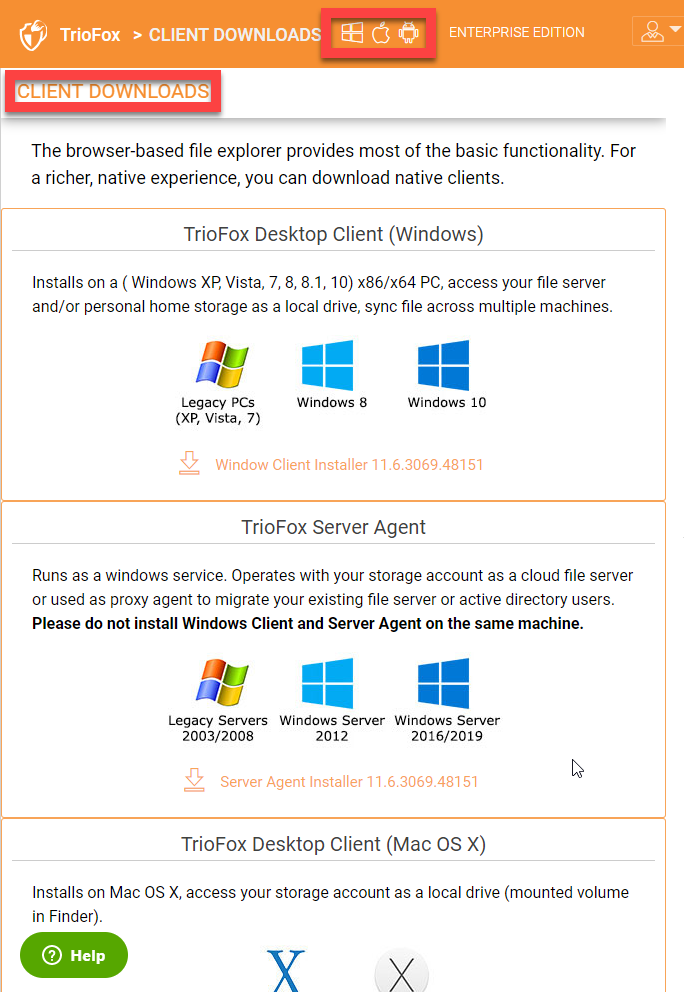 TrioFox > CLIENT DOWNLOADS ENTERPRISE EDITION
CLIENT DOWNLOADS
The browser-based file explorer provides most of the basic functionality. For
a richer, native experience, you can download native clients.
TrioFox Desktop Client (Windows)
Installs on a ( Windows XP, Vista, 7, 8, 8.1, 10) x86/x64 PC, access your file server
and/or personal home storage as a local drive, sync file across multiple machines.
Legacy PCs Windows 8 Windows 10
(XP, Vista, 7)
Window Client Installer 11.6.3069.48151
TrioFox Server Agent
Runs as a windows service. Operates with your storage account as a cloud file server
or used as proxy agent to migrate your existing file server or active directory users.
Please do not install Windows Client and Server Agent on the same machine.
Legacy Servers Windows Server Windows Server
2003/2008 2012 2016/2019
Server Agent Installer 11.6.3069.48151
TrioFox Desktop Client (Mac OS X)
Installs on Mac OS X, access your storage account as a local drive (mounted volume
in Finder).
Help